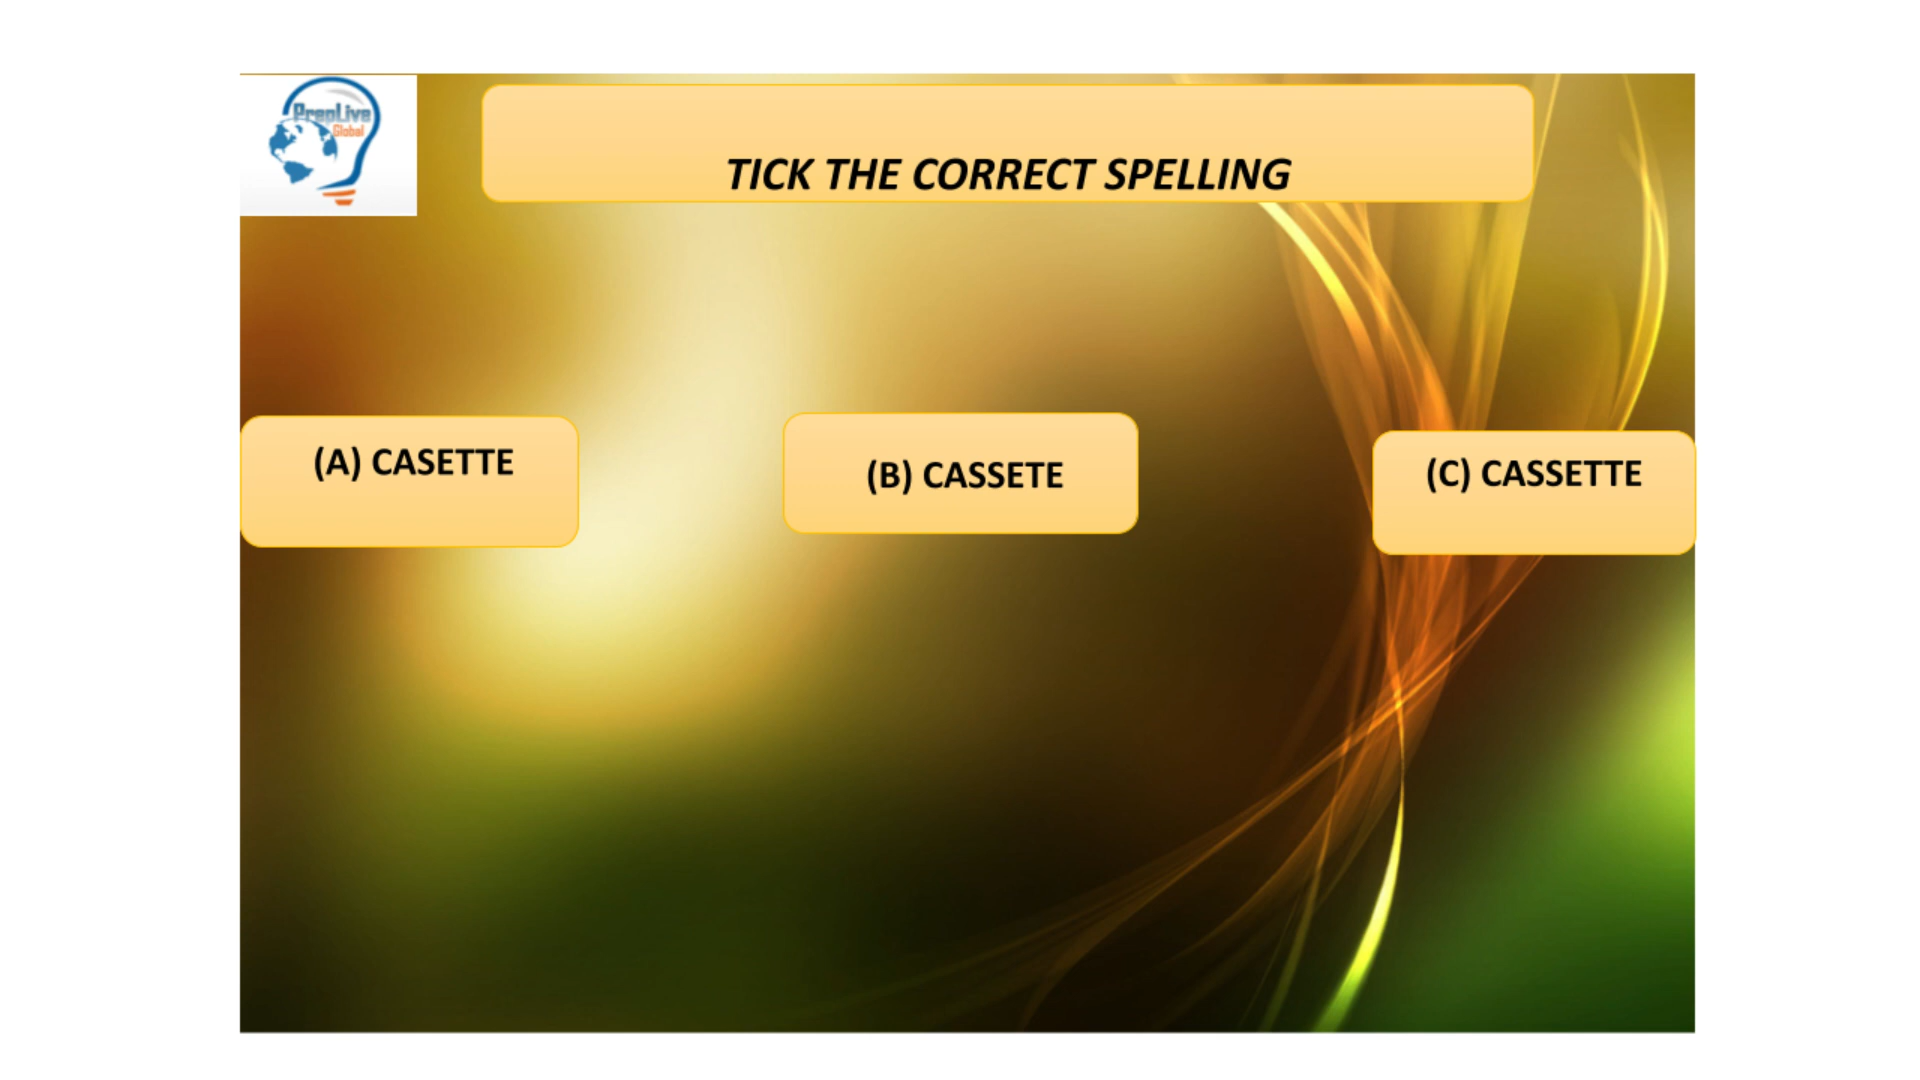 PrepLive
Global
TICK THE CORRECT SPELLING
(A) CASETTE
(B) CASSETE
(C) CASSETTE